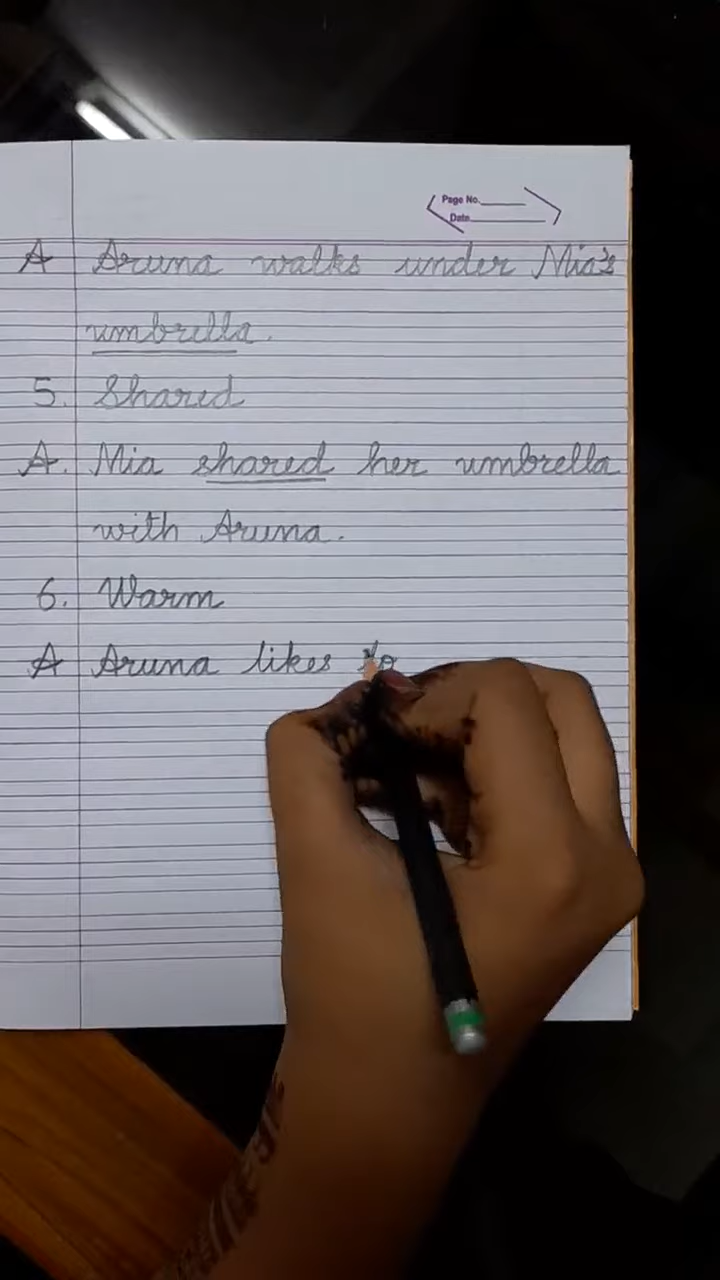 Page No.
Date
A Aruna walks under Mia's
umbrella.
5. Shared
A. Mia shared her umbrella
with Aruna.
6. Warm
A Aruna likes to